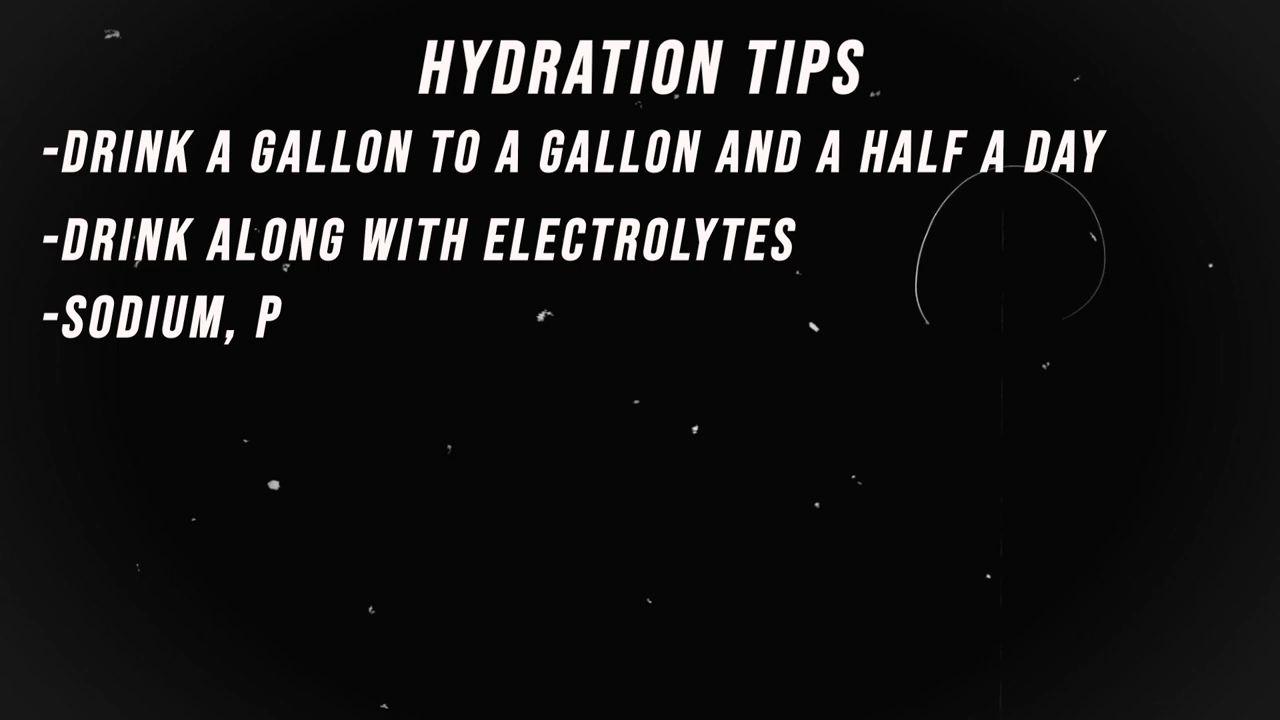 HYDRATION TIPS
-DRINK A GALLON TO A GALLON AND A HALF A DAY
-DRINK ALONG WITH ELECTROLYTES
-SODIUM, P